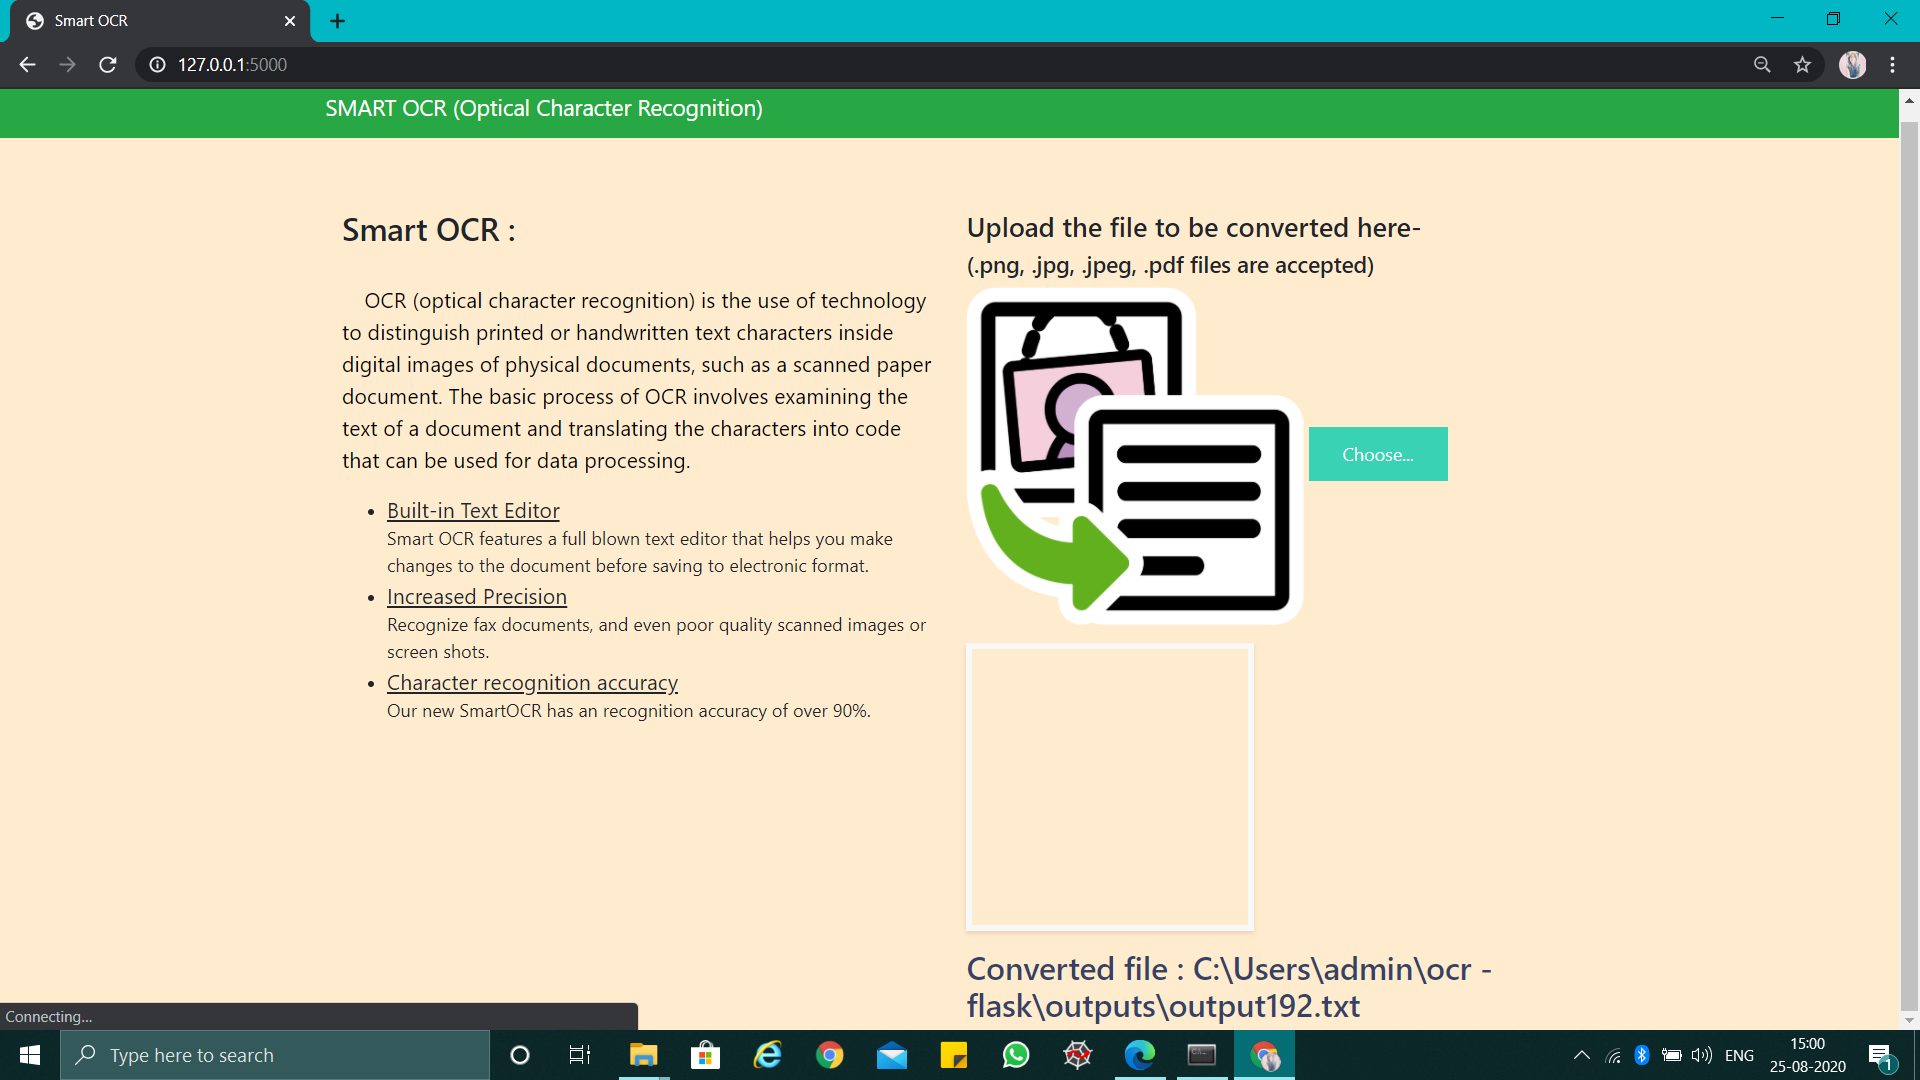 Smart OCR
127.0.0.1:5000
SMART OCR (Optical Character Recognition)
Smart OCR :
OCR (optical character recognition) is the use of technology
to distinguish printed or handwritten text characters inside
digital images of physical documents, such as a scanned paper
document. The basic process of OCR involves examining the
text of a document and translating the characters into code
that can be used for data processing.
• Built-in Text Editor
Smart OCR features a full blown text editor that helps you make
changes to the document before saving to electronic format.
• Increased Precision
Recognize fax documents, and even poor quality scanned images or
screen shots.
• Character recognition accuracy
Our new SmartOCR has an recognition accuracy of over 90%.
Upload the file to be converted here-
(.png, .jpg, .jpeg, .pdf files are accepted)
Choose...
Converted file : C:\Users\admin\ocr -
flask\outputs\output192.txt
Connecting...
Type here to search
ENG
15:00
25-08-2020
1